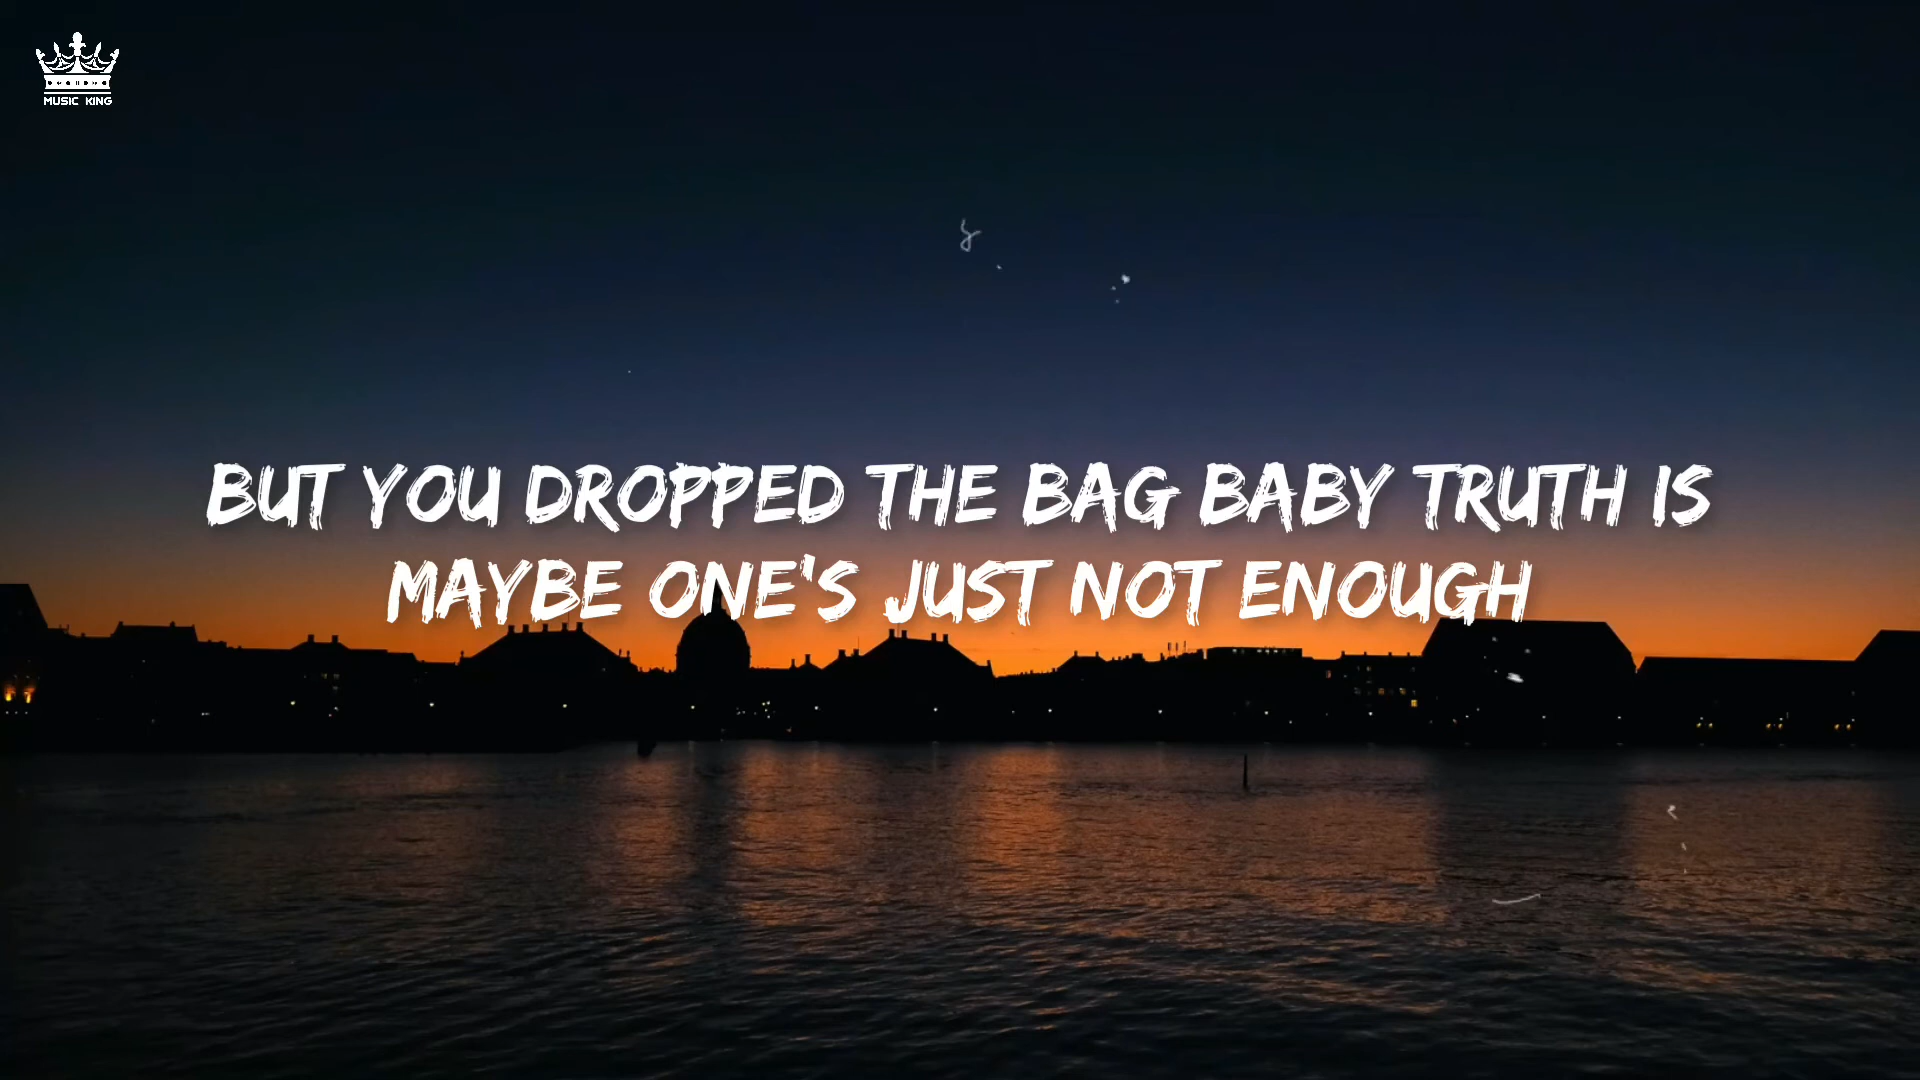 MUSIC KING
BUT YOU DROPPED THE BAG BABY TRUTH IS
MAYBE ONE'S JUST NOT ENOUGH